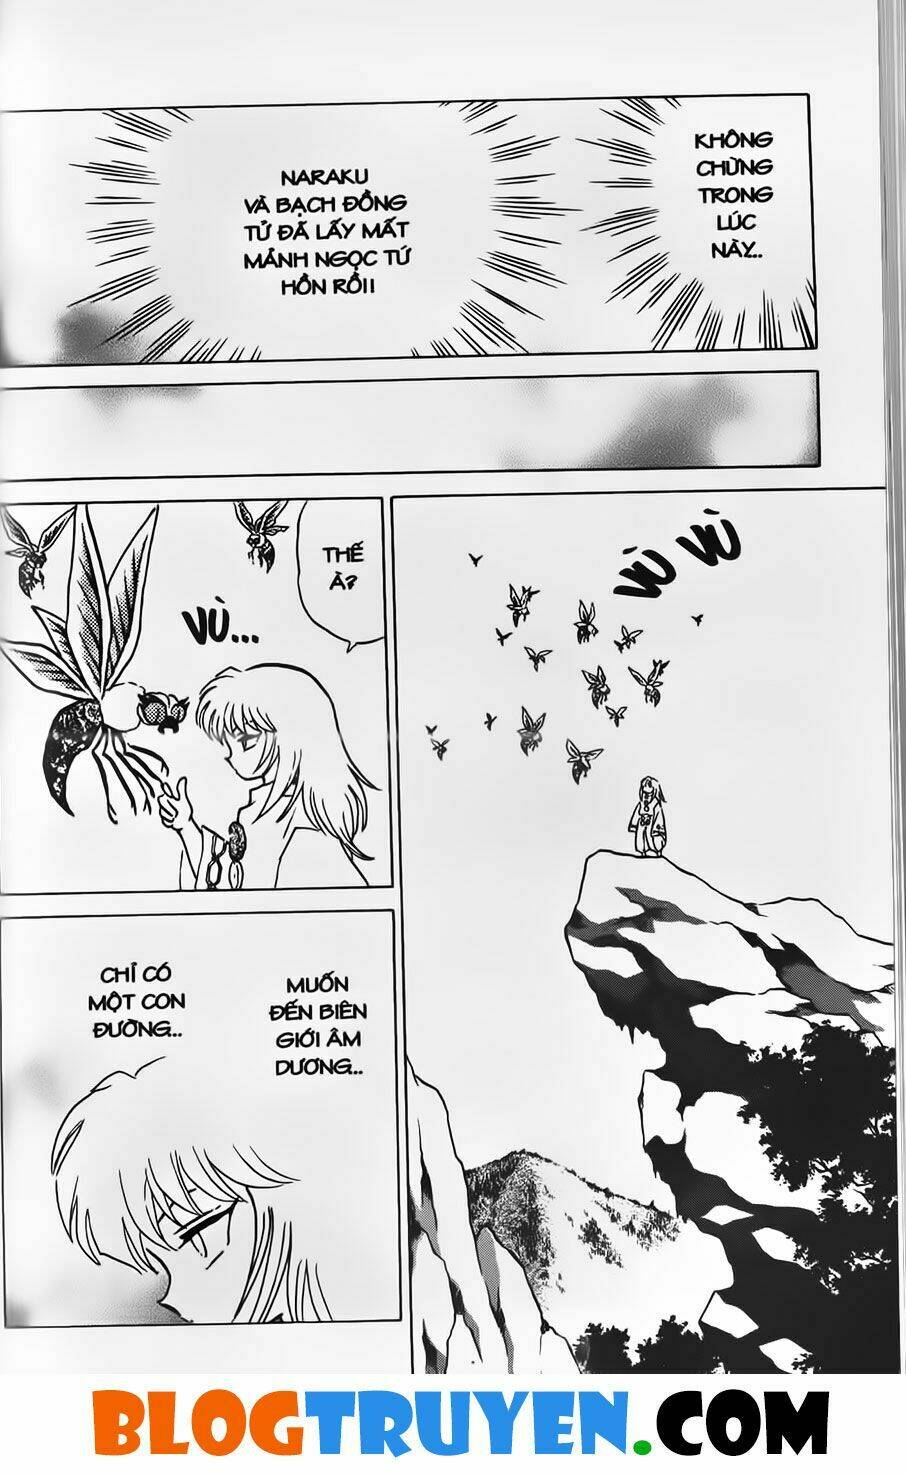 KHÔNG
CHỪNG
TRONG
LÚC
NÀY...
NARAKU
VÀ BẠCH ĐỒNG
TỬ ĐÃ LẤY MẤT
MẢNH NGỌC TỨ
HỒN RỒI!
VÙ VÙ
THẾ
À?
VÙ...
MUỐN
ĐẾN BIÊN
GIỚI ÂM
DƯƠNG...
CHỈ CÓ
MỘT CON
ĐƯỜNG...
BLOGTRUYEN.COM